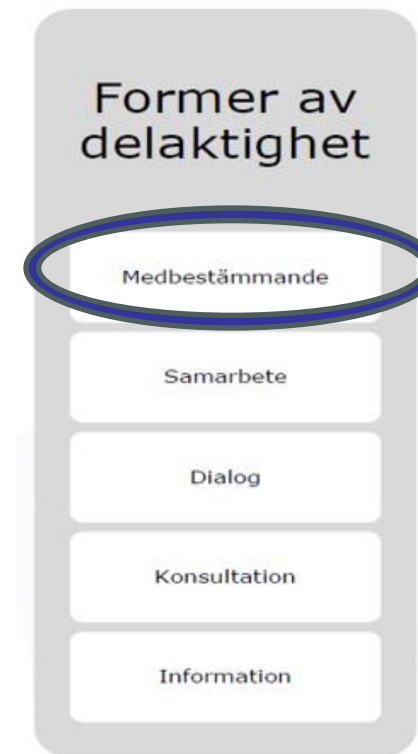 Former av
delaktighet
Medbestämmande
Samarbete
Dialog
Konsultation
Information